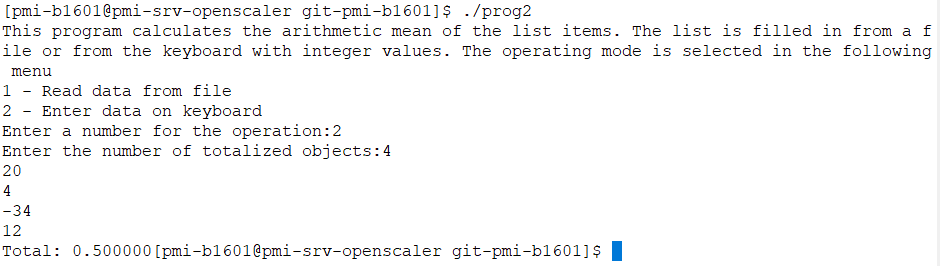 [pmi-b1601@pmi-srv-openscaler git-pmi-b1601]$ ./prog2
This program calculates the arithmetic mean of the list items. The list is filled in from a f
ile or from the keyboard with integer values. The operating mode is selected in the following
 menu
1 - Read data from file
2 - Enter data on keyboard
Enter a number for the operation:2
Enter the number of totalized objects:4
20
4
-34
12
Total: 0.500000[pmi-b1601@pmi-srv-openscaler git-pmi-b1601]$